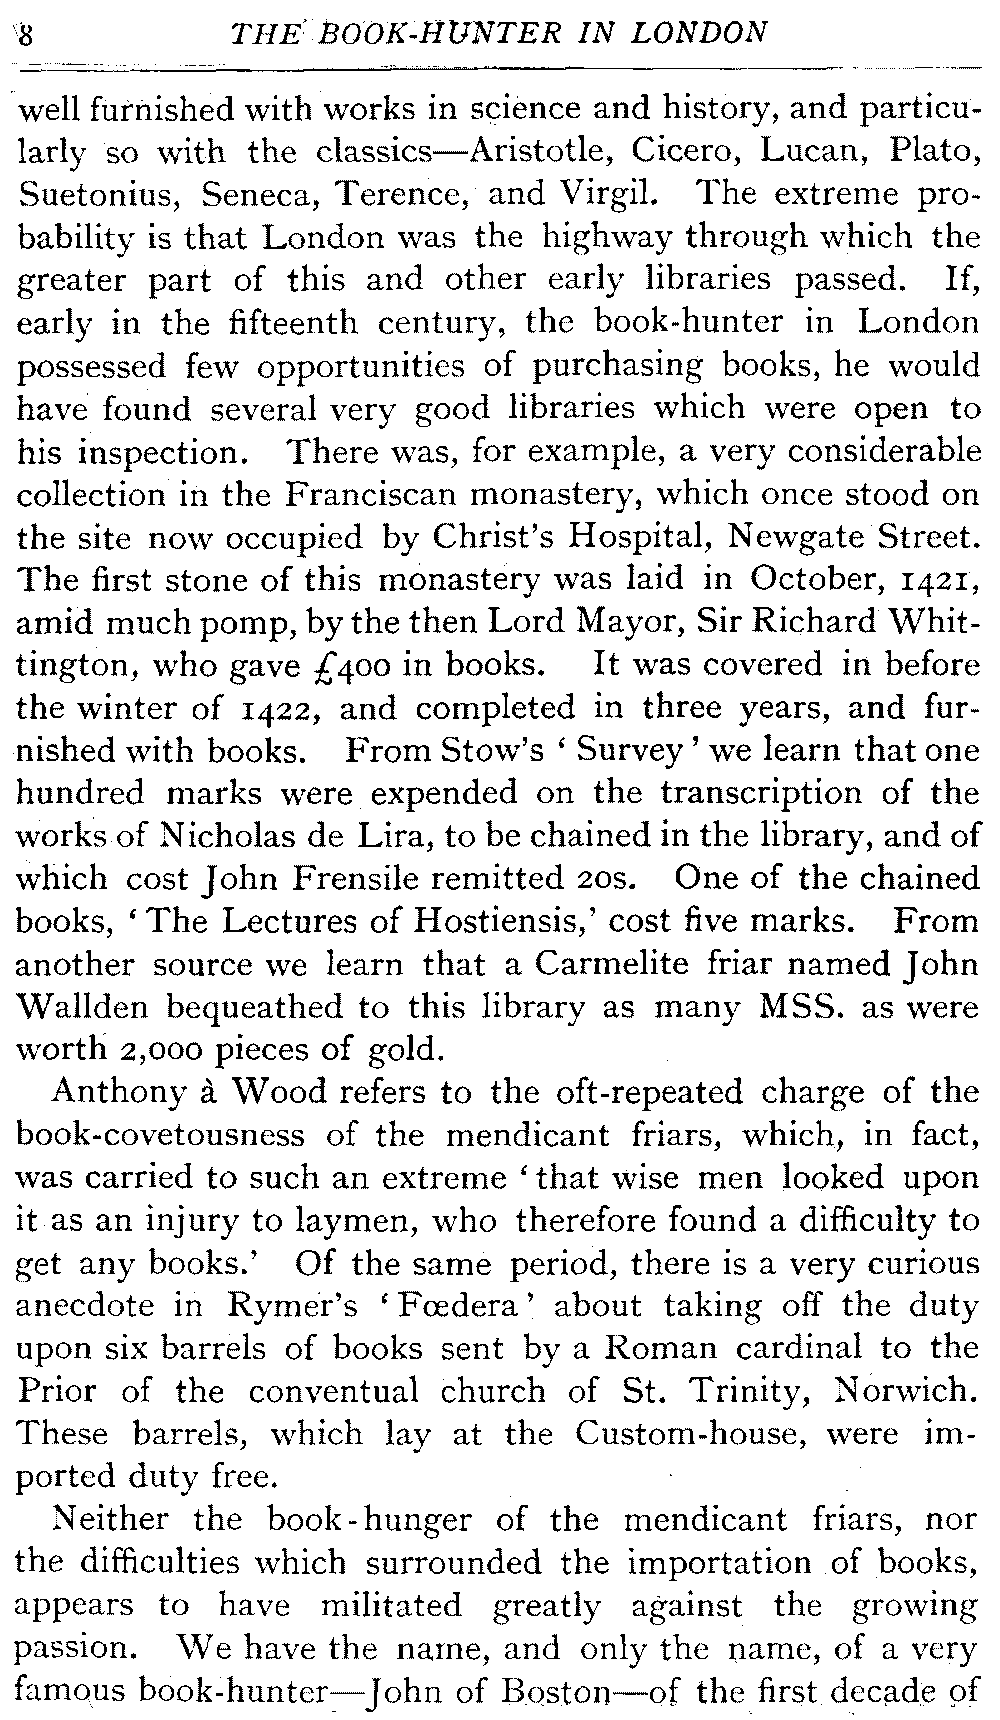 8 THE BOOK-HUNTER IN LONDON
well furnished with works in science and history, and particu-
larly so with the classics—Aristotle, Cicero, Lucan, Plato,
Suetonius, Seneca, Terence, and Virgil. The extreme pro-
bability is that London was the highway through which the
greater part of this and other early libraries passed. If,
early in the fifteenth century, the book-hunter in London
possessed few opportunities of purchasing books, he would
have found several very good libraries which were open to
his inspection. There was, for example, a very considerable
collection in the Franciscan monastery, which once stood on
the site now occupied by Christ's Hospital, Newgate Street.
The first stone of this monastery was laid in October, 1421,
amid much pomp, by the then Lord Mayor, Sir Richard Whit-
tington, who gave £400 in books. It was covered in before
the winter of 1422, and completed in three years, and fur-
nished with books. From Stow's ‘Survey’ we learn that one
hundred marks were expended on the transcription of the
works of Nicholas de Lira, to be chained in the library, and of
which cost John Frensile remitted 20s. One of the chained
books, ‘The Lectures of Hostiensis,’ cost five marks. From
another source we learn that a Carmelite friar named John
Wallden bequeathed to this library as many MSS. as were
worth 2,000 pieces of gold.
Anthony à Wood refers to the oft-repeated charge of the
book-covetousness of the mendicant friars, which, in fact,
was carried to such an extreme ‘that wise men looked upon
it as an injury to laymen, who therefore found a difficulty to
get any books.’ Of the same period, there is a very curious
anecdote in Rymer's ‘Fœdera’ about taking off the duty
upon six barrels of books sent by a Roman cardinal to the
Prior of the conventual church of St. Trinity, Norwich.
These barrels, which lay at the Custom-house, were im-
ported duty free.
Neither the book-hunger of the mendicant friars, nor
the difficulties which surrounded the importation of books,
appears to have militated greatly against the growing
passion. We have the name, and only the name, of a very
famous book-hunter—John of Boston—of the first decade of